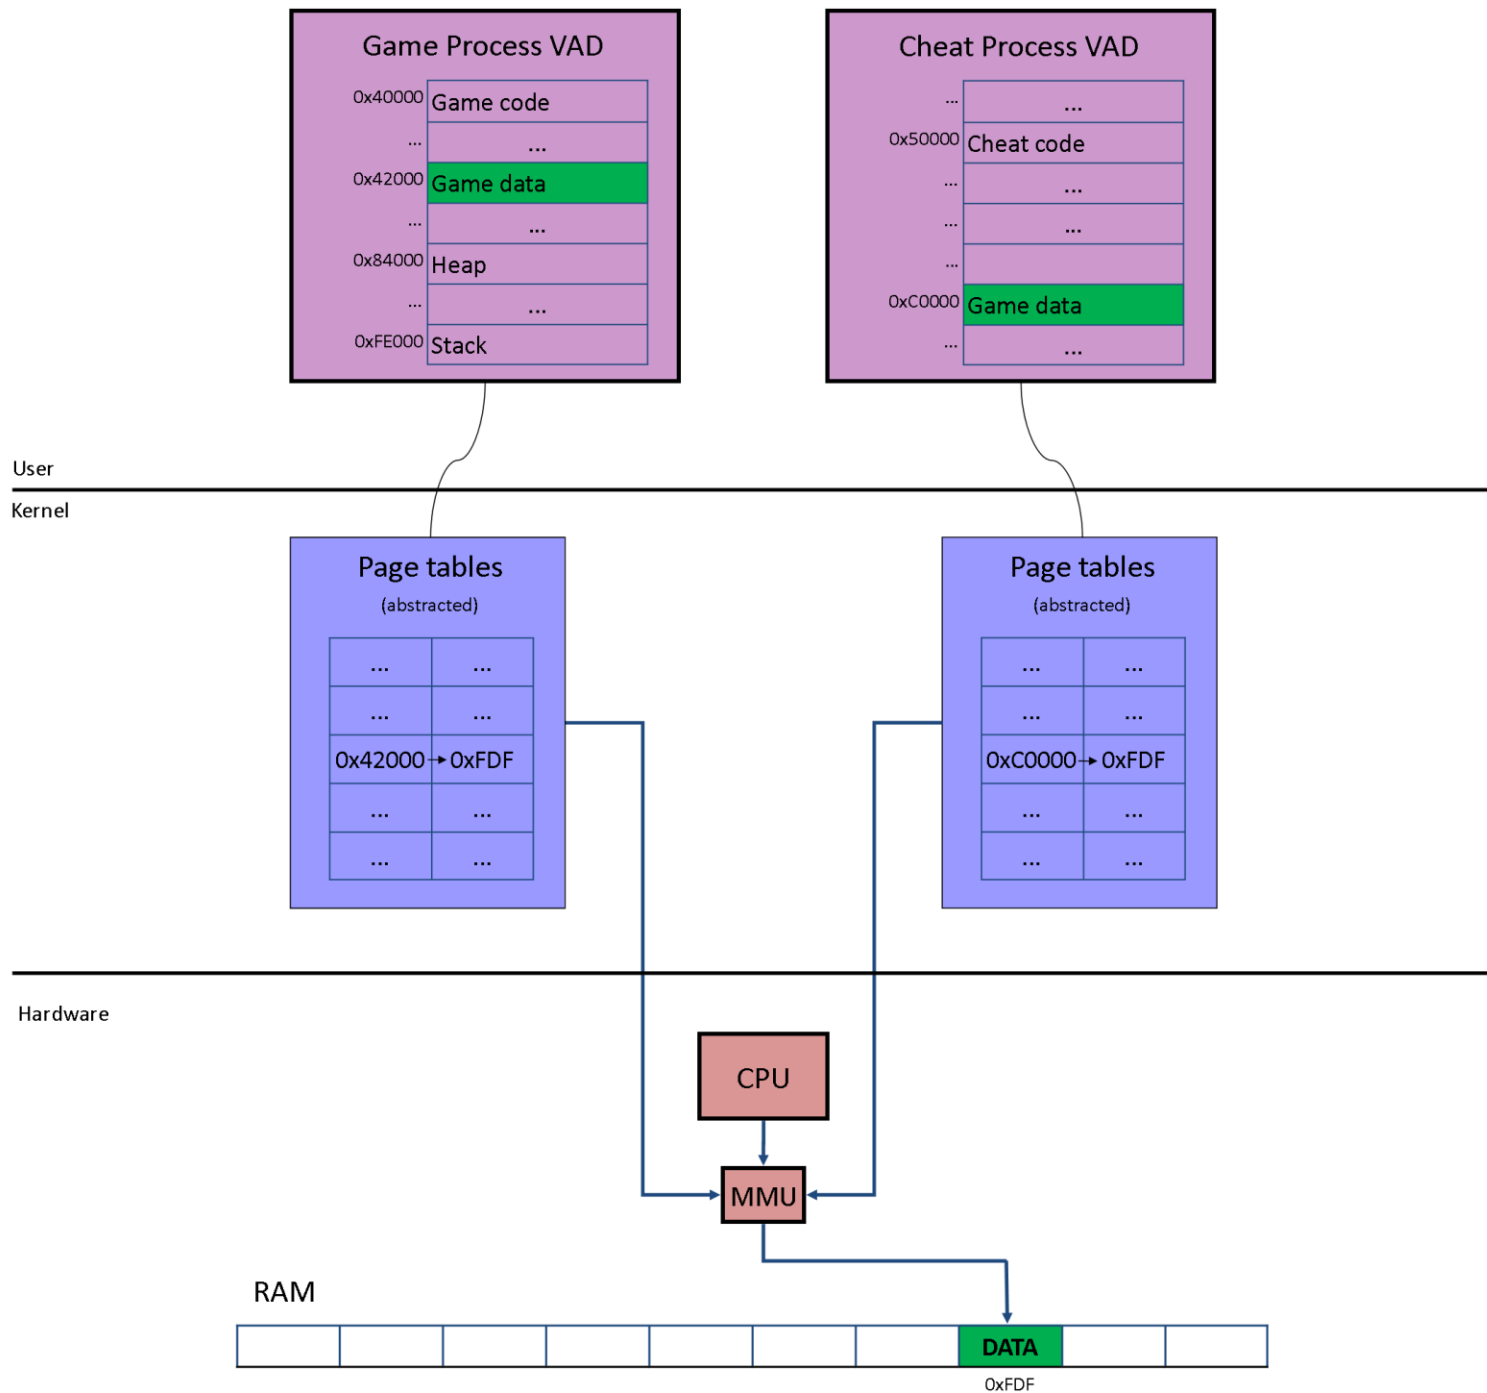 Game Process VAD
0x40000 Game code
... ...
0x42000 Game data
... ...
0x84000 Heap
... ...
0xFE000 Stack
Cheat Process VAD
... ...
0x50000 Cheat code
... ...
... ...
...
0xC0000 Game data
... ...
User
Kernel
Page tables
(abstracted)
... ...
... ...
0x42000→0xFDF
... ...
... ...
Page tables
(abstracted)
... ...
... ...
0xC0000→0xFDF
... ...
... ...
Hardware
CPU
MMU
RAM
DATA
0xFDF